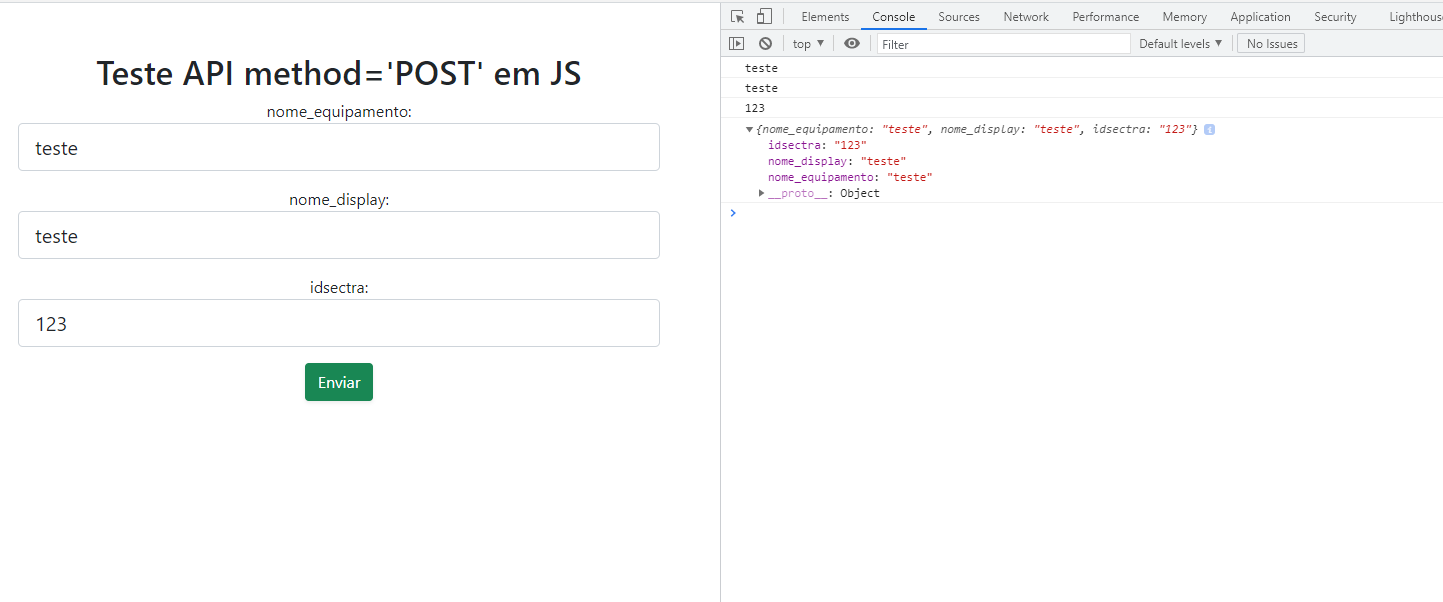 Teste API method='POST' em JS
nome_equipamento:
teste
nome_display:
teste
idsectra:
123
Enviar
Elements Console Sources Network Performance Memory Application Security Lighthous
top ▼ Filter Default levels ▼ No Issues
teste
teste
123
▼{nome_equipamento: "teste", nome_display: "teste", idsectra: "123"} i
idsectra: "123"
nome_display: "teste"
nome_equipamento: "teste"
▶__proto__: Object
>